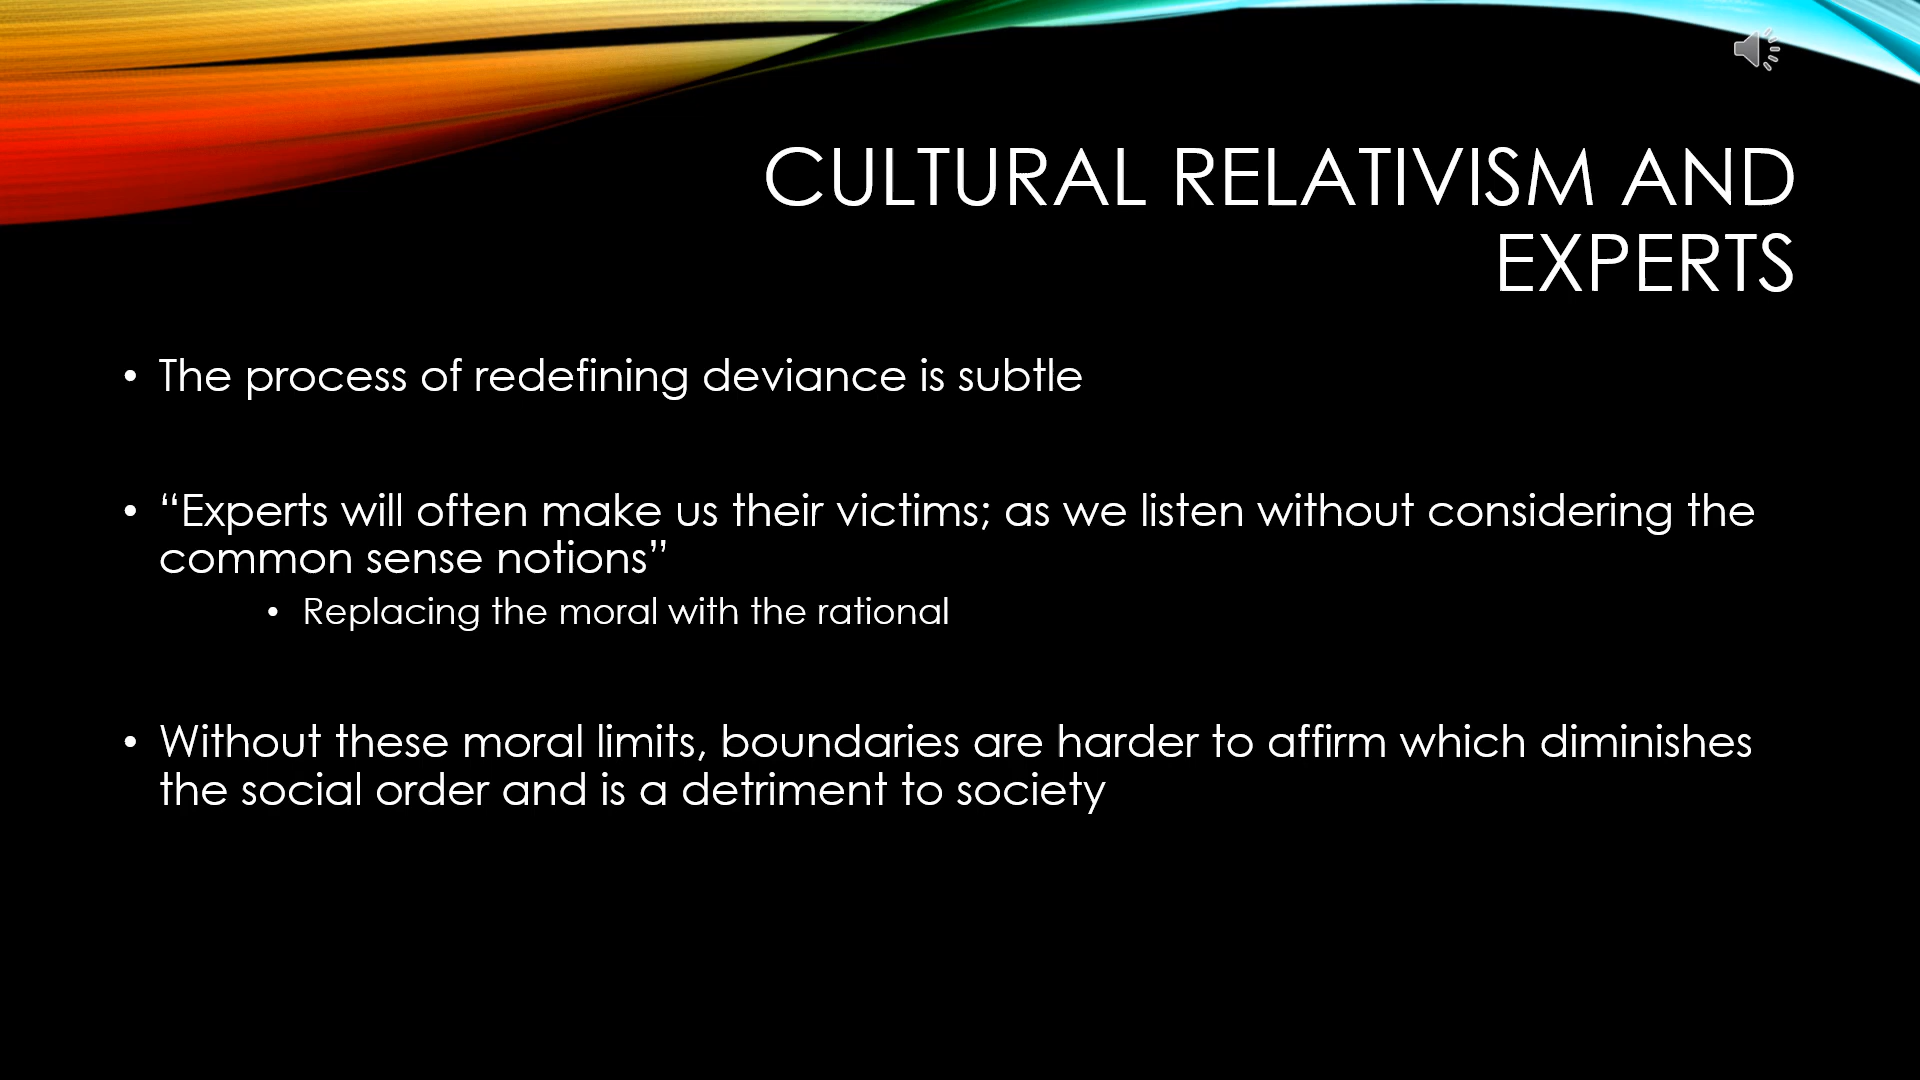 CULTURAL RELATIVISM AND
EXPERTS
• The process of redefining deviance is subtle
• “Experts will often make us their victims; as we listen without considering the
common sense notions”
• Replacing the moral with the rational
• Without these moral limits, boundaries are harder to affirm which diminishes
the social order and is a detriment to society